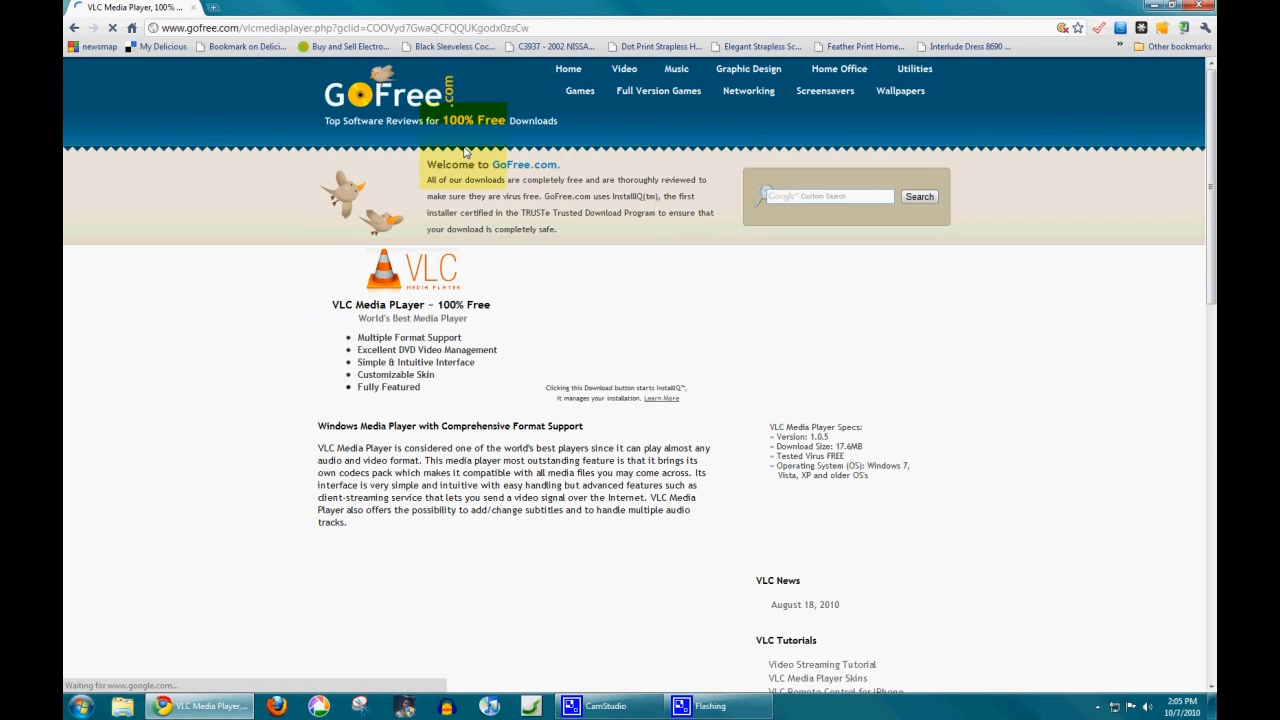 VLC Media Player, 100% ...
www.gofree.com/vlcmediaplayer.php?gclid=COOVyd7GwaQCFQQUKgodx0zsCw
newsmap
My Delicious
Bookmark on Delici...
Buy and Sell Electro...
Black Sleeveless Coc...
C3937 - 2002 NISSA...
Dot Print Strapless H...
Elegant Strapless Sc...
Feather Print Home...
Interlude Dress 8690 ...
»
Other bookmarks
GoFree.com
Top Software Reviews for 100% Free Downloads
Home Video Music Graphic Design Home Office Utilities
Games Full Version Games Networking Screensavers Wallpapers
Welcome to GoFree.com.
All of our downloads are completely free and are thoroughly reviewed to
make sure they are virus free. GoFree.com uses InstallIQ(tm), the first
installer certified in the TRUSTe Trusted Download Program to ensure that
your download is completely safe.
Google™ Custom Search
Search
VLC
MEDIA PLAYER
VLC Media PLayer ~ 100% Free
World's Best Media Player
• Multiple Format Support
• Excellent DVD Video Management
• Simple & Intuitive Interface
• Customizable Skin
• Fully Featured
Clicking this Download button starts InstallIQ™,
it manages your installation. Learn More
Windows Media Player with Comprehensive Format Support
VLC Media Player is considered one of the world's best players since it can play almost any
audio and video format. This media player most outstanding feature is that it brings its
own codecs pack which makes it compatible with all media files you may come across. Its
interface is very simple and intuitive with easy handling but advanced features such as
client-streaming service that lets you send a video signal over the Internet. VLC Media
Player also offers the possibility to add/change subtitles and to handle multiple audio
tracks.
VLC Media Player Specs:
» Version: 1.0.5
» Download Size: 17.6MB
» Tested Virus FREE
» Operating System (OS): Windows 7,
Vista, XP and older OS's
VLC News
August 18, 2010
VLC Tutorials
Video Streaming Tutorial
VLC Media Player Skins
VLC Remote Control for iPhone
Waiting for www.google.com...
VLC Media Player,...
CamStudio
Flashing
2:05 PM
10/7/2010